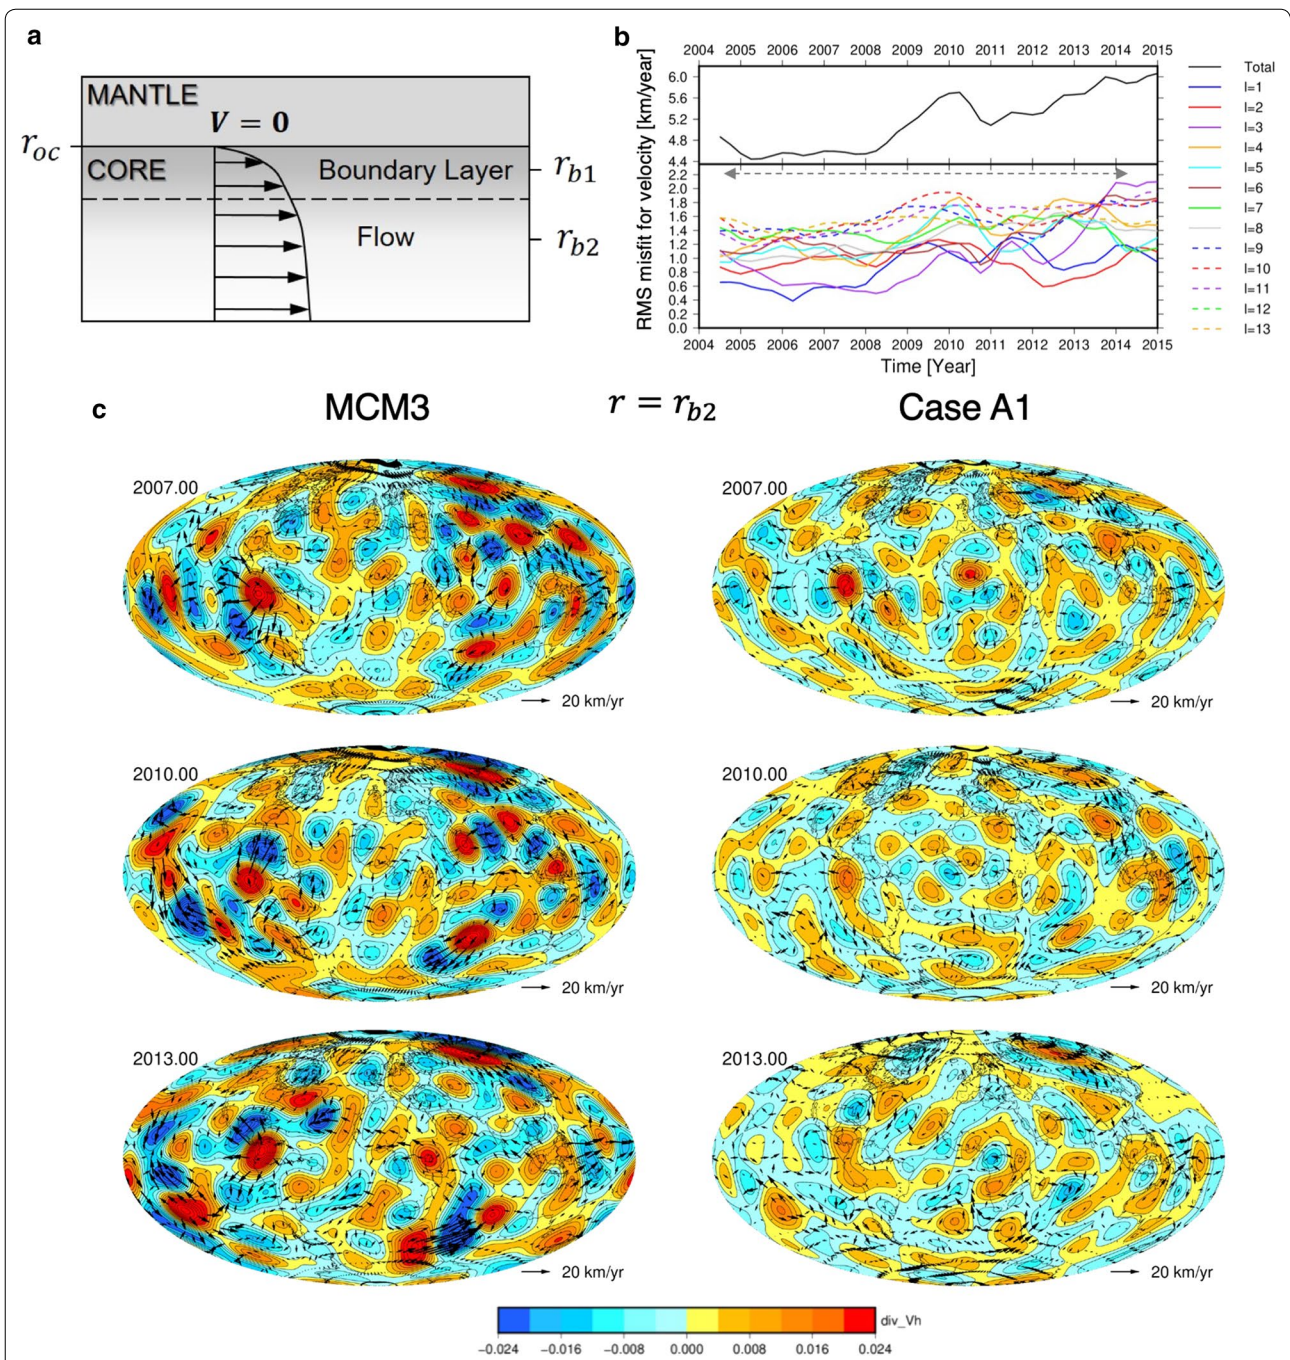 a
MANTLE
V = 0
r_oc
CORE
Boundary Layer
r_b1
Flow
r_b2
b
2004 2005 2006 2007 2008 2009 2010 2011 2012 2013 2014 2015
RMS misfit for velocity [km/year]
6.0
5.6
5.2
4.8
4.4
2.2
2.0
1.8
1.6
1.4
1.2
1.0
0.8
0.6
0.4
0.2
0.0
2004 2005 2006 2007 2008 2009 2010 2011 2012 2013 2014 2015
Time [Year]
Total
l=1
l=2
l=3
l=4
l=5
l=6
l=7
l=8
l=9
l=10
l=11
l=12
l=13
c
MCM3
r = r_b2
Case A1
2007.00
20 km/yr
2007.00
20 km/yr
2010.00
20 km/yr
2010.00
20 km/yr
2013.00
20 km/yr
2013.00
20 km/yr
div_Vh
−0.024 −0.016 −0.008 0.000 0.008 0.016 0.024